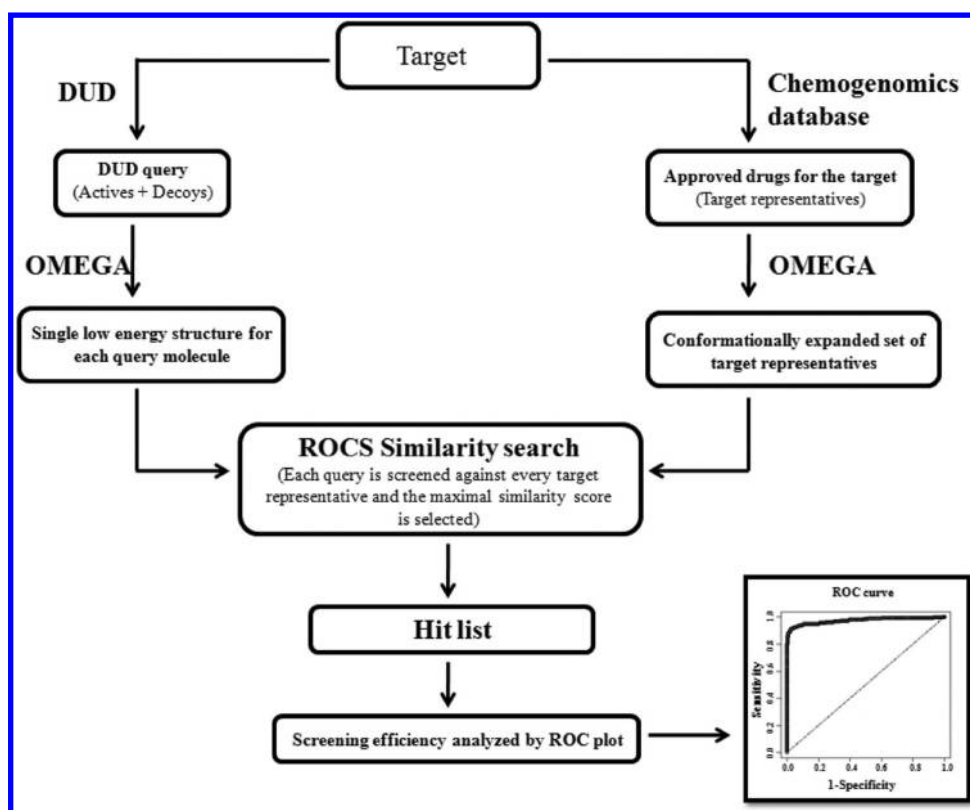 Target
DUD
Chemogenomics
database
DUD query
(Actives + Decoys)
Approved drugs for the target
(Target representatives)
OMEGA
OMEGA
Single low energy structure for
each query molecule
Conformationally expanded set of
target representatives
ROCS Similarity search
(Each query is screened against every target
representative and the maximal similarity score
is selected)
Hit list
Screening efficiency analyzed by ROC plot
ROC curve
Sensitivity
1.0
0.8
0.6
0.4
0.2
0.0
0.0 0.2 0.4 0.6 0.8 1.0
1-Specificity